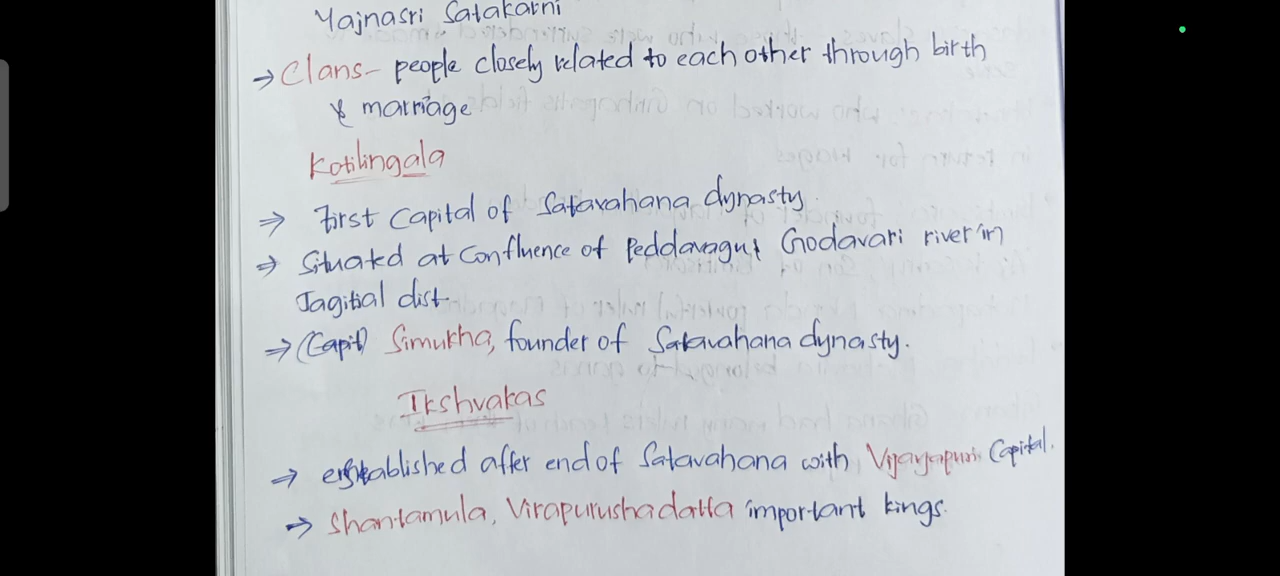 Yajnasri Satakarni
→ Clans - people closely related to each other through birth
& marriage
Kotilingala
⇒ First Capital of Satavahana dynasty.
⇒ Situated at Confluence of Peddavagu & Godavari river in
Jagitial dist.
⇒ (Capit) Simukha, founder of Satavahana dynasty.
Ikshvakas
⇒ established after end of Satavahana with Vijayapuri Capital.
⇒ Shantamula, Virapurushadatta important kings.